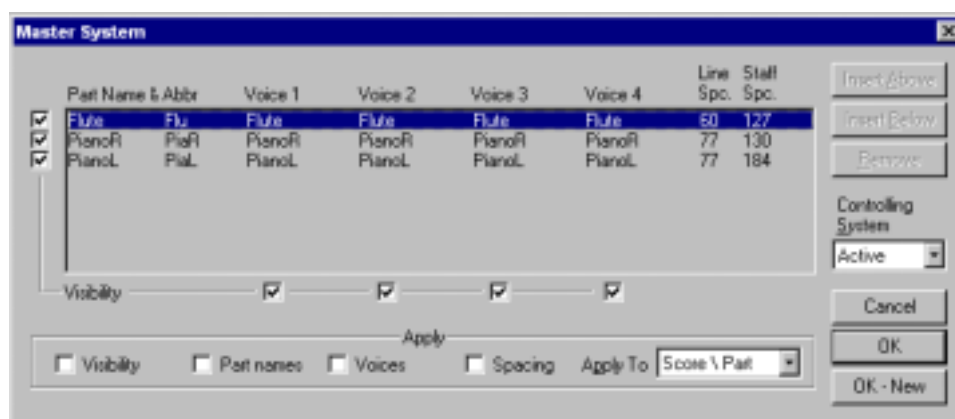 Master System
Line Staff
Part Name & Abbr Voice 1 Voice 2 Voice 3 Voice 4 Spc. Spc.
Flute Flu Flute Flute Flute Flute 60 127
PianoR PiaR PianoR PianoR PianoR PianoR 77 130
PianoL PiaL PianoL PianoL PianoL PianoL 77 184
Visibility
Apply
Visibility Part names Voices Spacing Apply To Score \ Part
Insert Above
Insert Below
Remove
Controlling
System
Active
Cancel
OK
OK - New